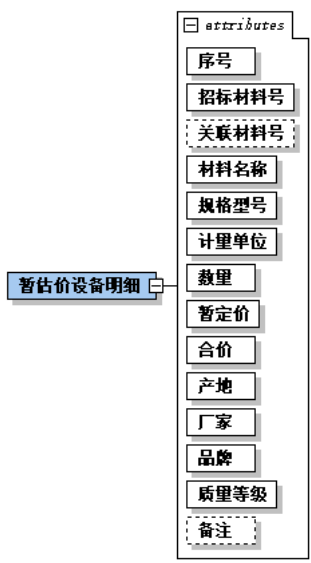 attributes
序号
招标材料号
关联材料号
材料名称
规格型号
计量单位
暂估价设备明细
数量
暂定价
合价
产地
厂家
品牌
质量等级
备注